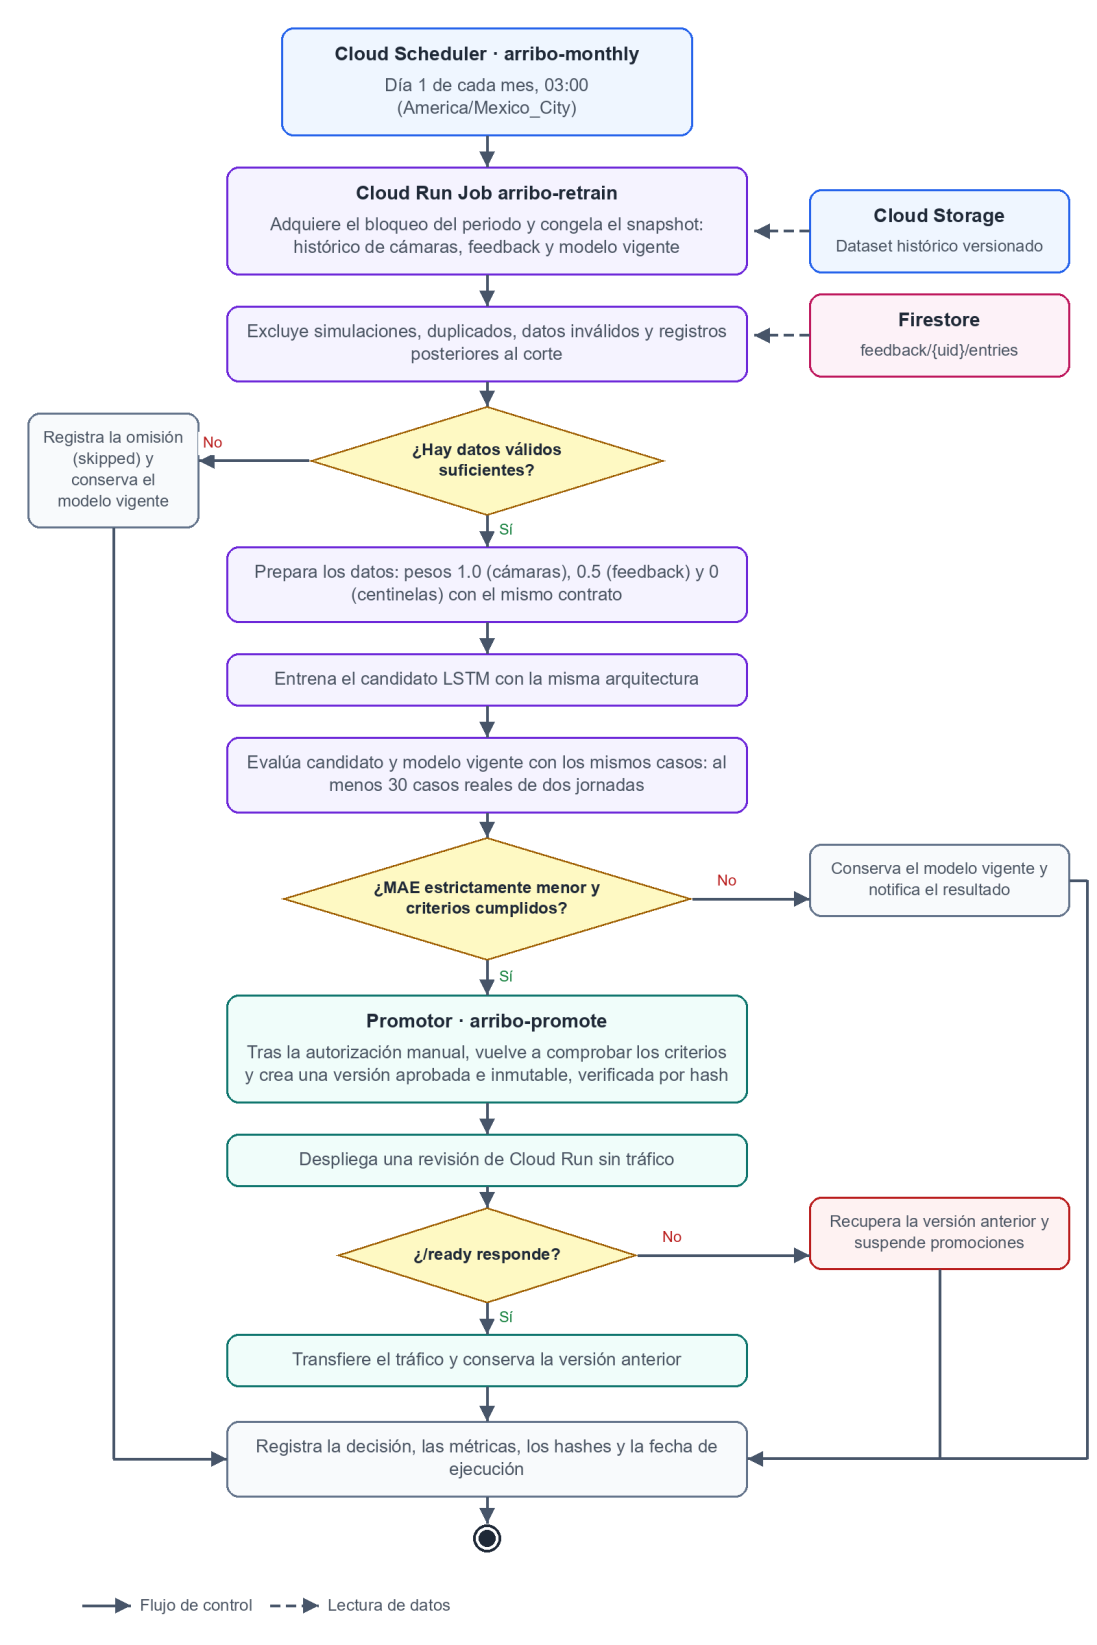 Cloud Scheduler · arribo-monthly
Día 1 de cada mes, 03:00
(America/Mexico_City)
Cloud Run Job arribo-retrain
Adquiere el bloqueo del periodo y congela el snapshot:
histórico de cámaras, feedback y modelo vigente
Cloud Storage
Dataset histórico versionado
Excluye simulaciones, duplicados, datos inválidos y registros
posteriores al corte
Firestore
feedback/{uid}/entries
¿Hay datos válidos
suficientes?
No
Registra la omisión
(skipped) y
conserva el
modelo vigente
Sí
Prepara los datos: pesos 1.0 (cámaras), 0.5 (feedback) y 0
(centinelas) con el mismo contrato
Entrena el candidato LSTM con la misma arquitectura
Evalúa candidato y modelo vigente con los mismos casos: al
menos 30 casos reales de dos jornadas
¿MAE estrictamente menor y
criterios cumplidos?
No
Conserva el modelo vigente y
notifica el resultado
Sí
Promotor · arribo-promote
Tras la autorización manual, vuelve a comprobar los criterios
y crea una versión aprobada e inmutable, verificada por hash
Despliega una revisión de Cloud Run sin tráfico
¿/ready responde?
No
Recupera la versión anterior y
suspende promociones
Sí
Transfiere el tráfico y conserva la versión anterior
Registra la decisión, las métricas, los hashes y la fecha de
ejecución
Flujo de control
Lectura de datos